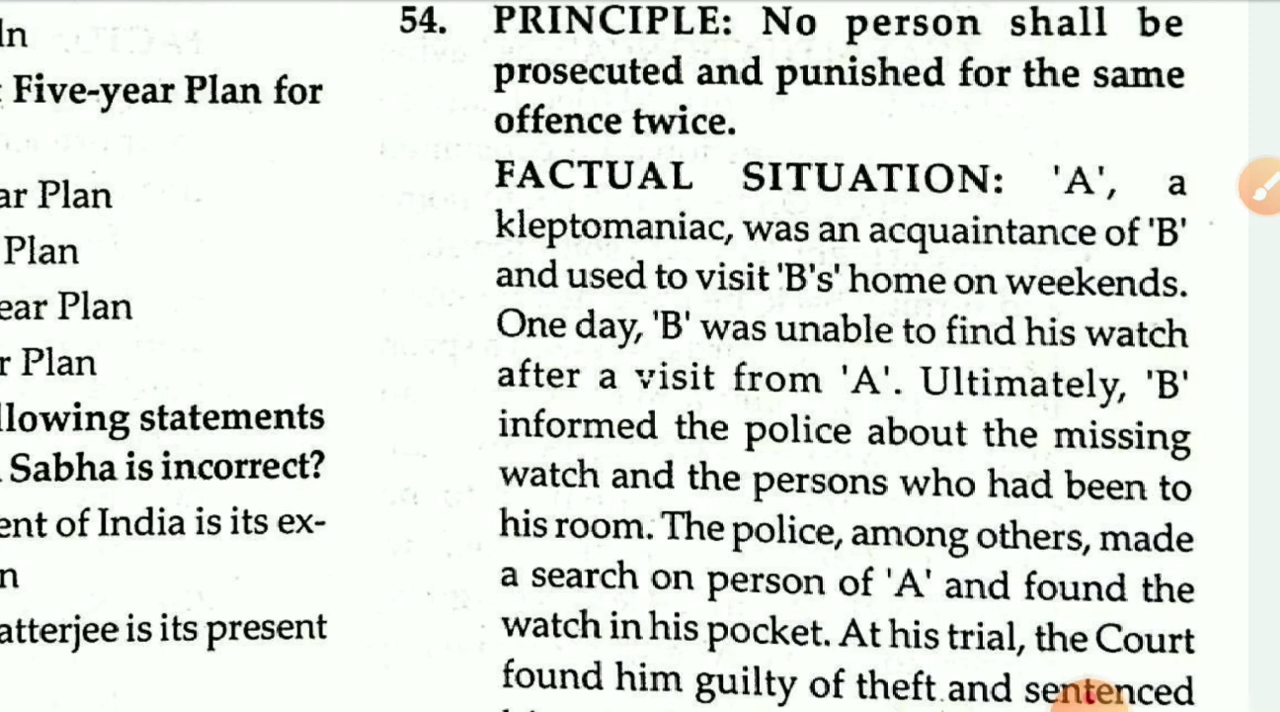 In
Five-year Plan for
ar Plan
Plan
ear Plan
r Plan
llowing statements
Sabha is incorrect?
ent of India is its ex-
n
atterjee is its present
54. PRINCIPLE: No person shall be
prosecuted and punished for the same
offence twice.
FACTUAL SITUATION: 'A', a
kleptomaniac, was an acquaintance of 'B'
and used to visit 'B's' home on weekends.
One day, 'B' was unable to find his watch
after a visit from 'A'. Ultimately, 'B'
informed the police about the missing
watch and the persons who had been to
his room. The police, among others, made
a search on person of 'A' and found the
watch in his pocket. At his trial, the Court
found him guilty of theft and sentenced